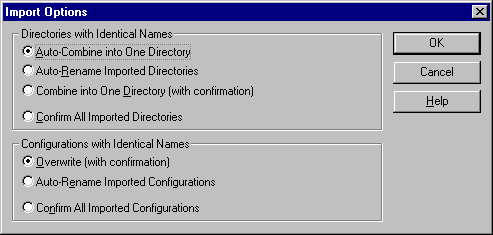 Import Options
Directories with Identical Names
Auto-Combine into One Directory
Auto-Rename Imported Directories
Combine into One Directory (with confirmation)
Confirm All Imported Directories
Configurations with Identical Names
Overwrite (with confirmation)
Auto-Rename Imported Configurations
Confirm All Imported Configurations
OK
Cancel
Help